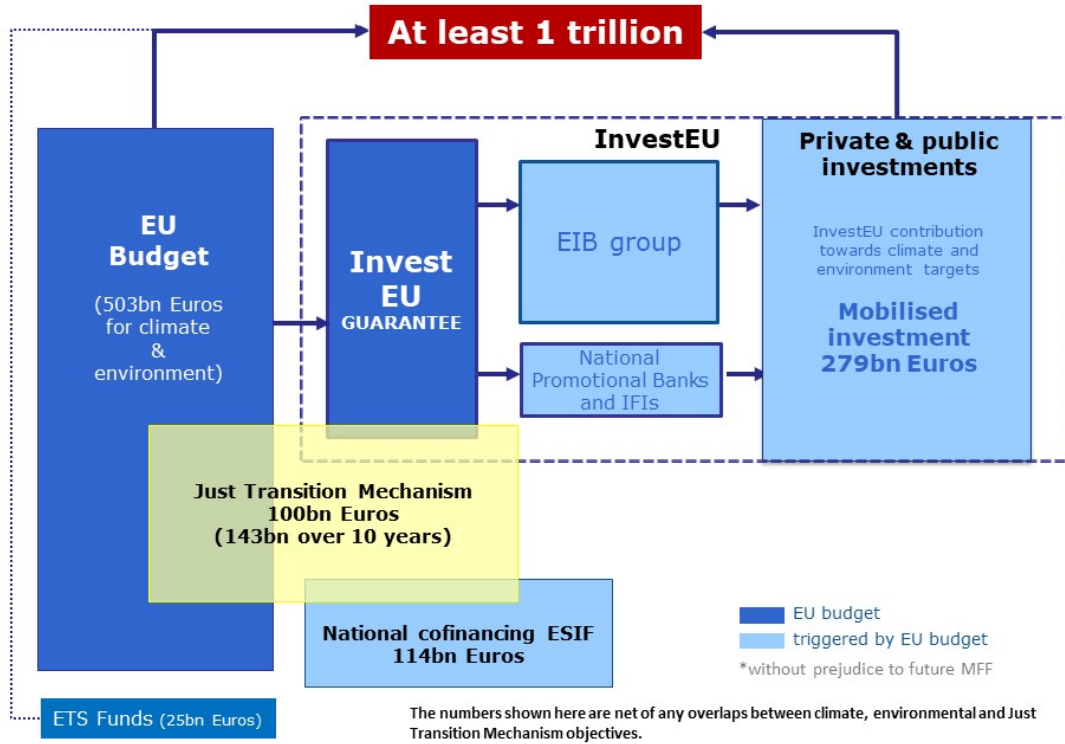 At least 1 trillion
EU
Budget
(503bn Euros
for climate
&
environment)
InvestEU
Invest
EU
GUARANTEE
EIB group
National
Promotional Banks
and IFIs
Private & public
investments
InvestEU contribution
towards climate and
environment targets
Mobilised
investment
279bn Euros
Just Transition Mechanism
100bn Euros
(143bn over 10 years)
National cofinancing ESIF
114bn Euros
EU budget
triggered by EU budget
*without prejudice to future MFF
ETS Funds (25bn Euros)
The numbers shown here are net of any overlaps between climate, environmental and Just
Transition Mechanism objectives.